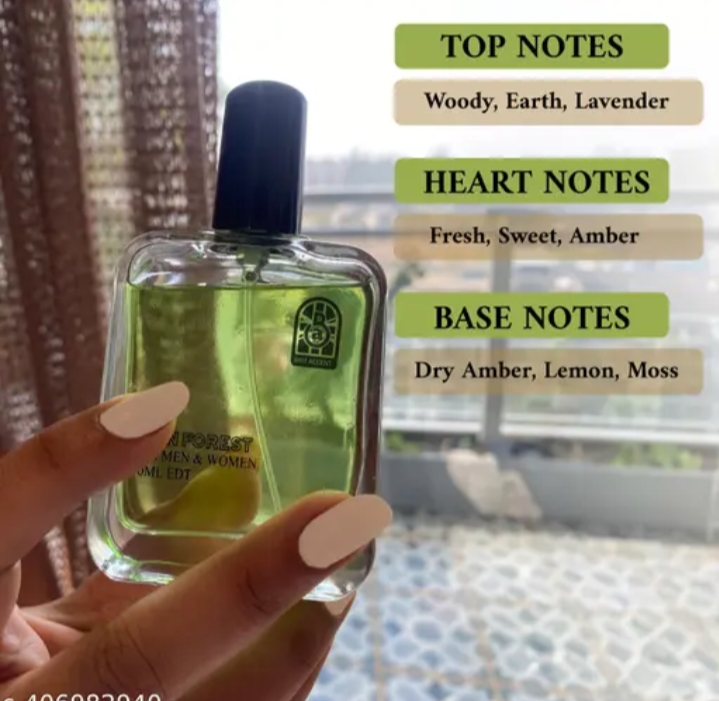 TOP NOTES
Woody, Earth, Lavender
HEART NOTES
Fresh, Sweet, Amber
BASE NOTES
Dry Amber, Lemon, Moss
FOREST
MEN & WOMEN
0ML EDT